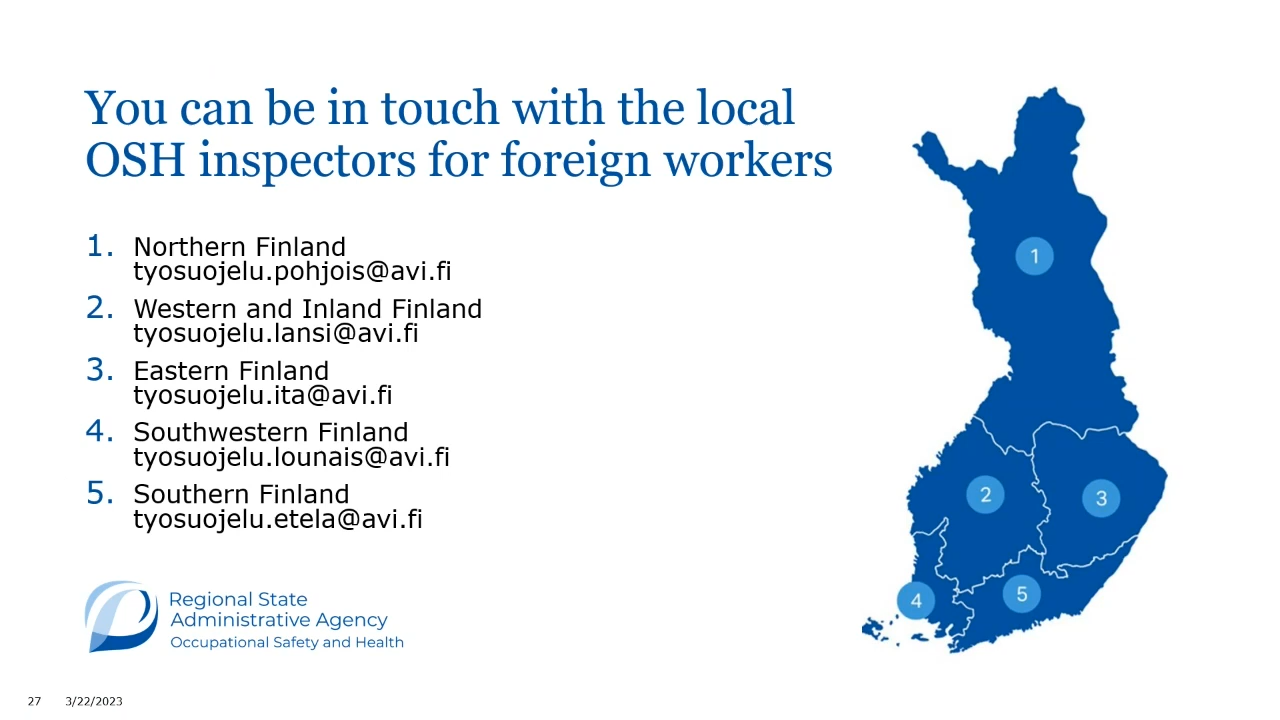 You can be in touch with the local
OSH inspectors for foreign workers
1. Northern Finland
tyosuojelu.pohjois@avi.fi
2. Western and Inland Finland
tyosuojelu.lansi@avi.fi
3. Eastern Finland
tyosuojelu.ita@avi.fi
4. Southwestern Finland
tyosuojelu.lounais@avi.fi
5. Southern Finland
tyosuojelu.etela@avi.fi
1
2
3
4
5
Regional State
Administrative Agency
Occupational Safety and Health
27 3/22/2023